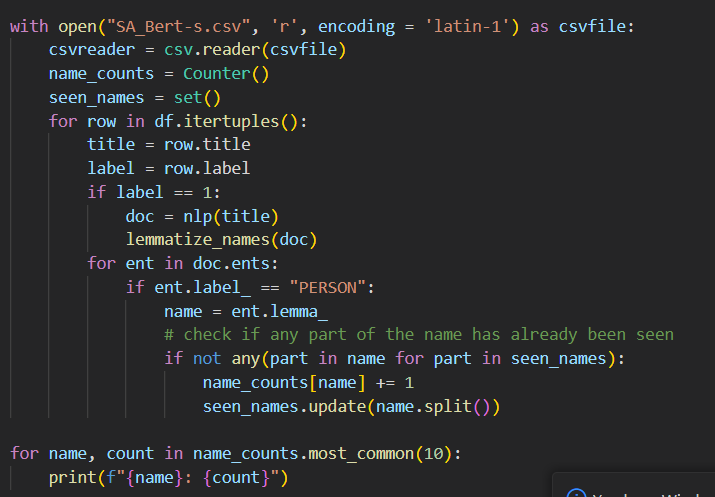 with open("SA_Bert-s.csv", 'r', encoding = 'latin-1') as csvfile:
    csvreader = csv.reader(csvfile)
    name_counts = Counter()
    seen_names = set()
    for row in df.itertuples():
        title = row.title
        label = row.label
        if label == 1:
            doc = nlp(title)
            lemmatize_names(doc)
        for ent in doc.ents:
            if ent.label_ == "PERSON":
                name = ent.lemma_
                # check if any part of the name has already been seen
                if not any(part in name for part in seen_names):
                    name_counts[name] += 1
                    seen_names.update(name.split())

for name, count in name_counts.most_common(10):
    print(f"{name}: {count}")